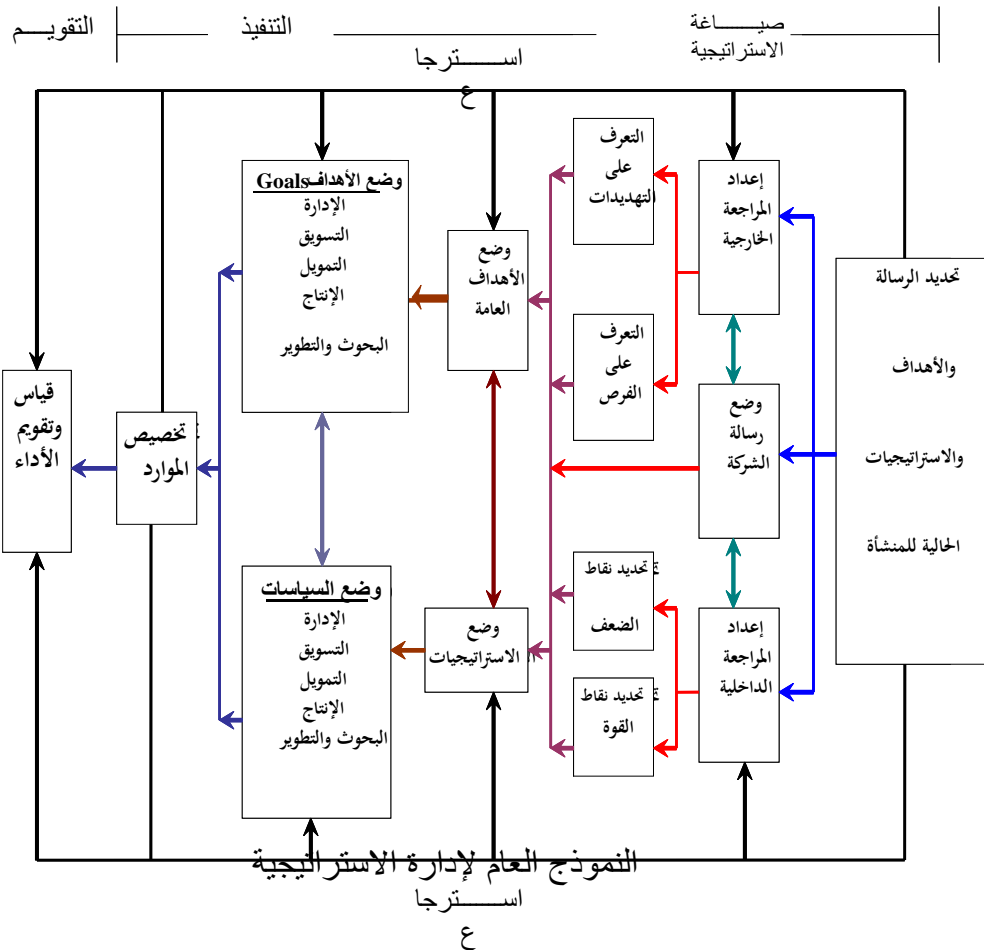 صيـــــــاغة
الاستراتيجية
التنفيذ
التقويـــم
اســـــترجا
ع
تحديد الرسالة
والأهداف
والاستراتيجيات
الحالية للمنشأة
إعداد
المراجعة
الخارجية
وضع
رسالة
الشركة
إعداد
المراجعة
الداخلية
التعرف
على
التهديدات
التعرف
على
الفرص
تحديد نقاط
الضعف
تحديد نقاط
القوة
وضع
الأهداف
العامة
وضع
الاستراتيجيات
وضع الأهداف Goals
الإدارة
التسويق
التمويل
الإنتاج
البحوث والتطوير
وضع السياسات
الإدارة
التسويق
التمويل
الإنتاج
البحوث والتطوير
تخصيص
الموارد
قياس
وتقويم
الأداء
النموذج العام لإدارة الاستراتيجية
اســـــترجا
ع